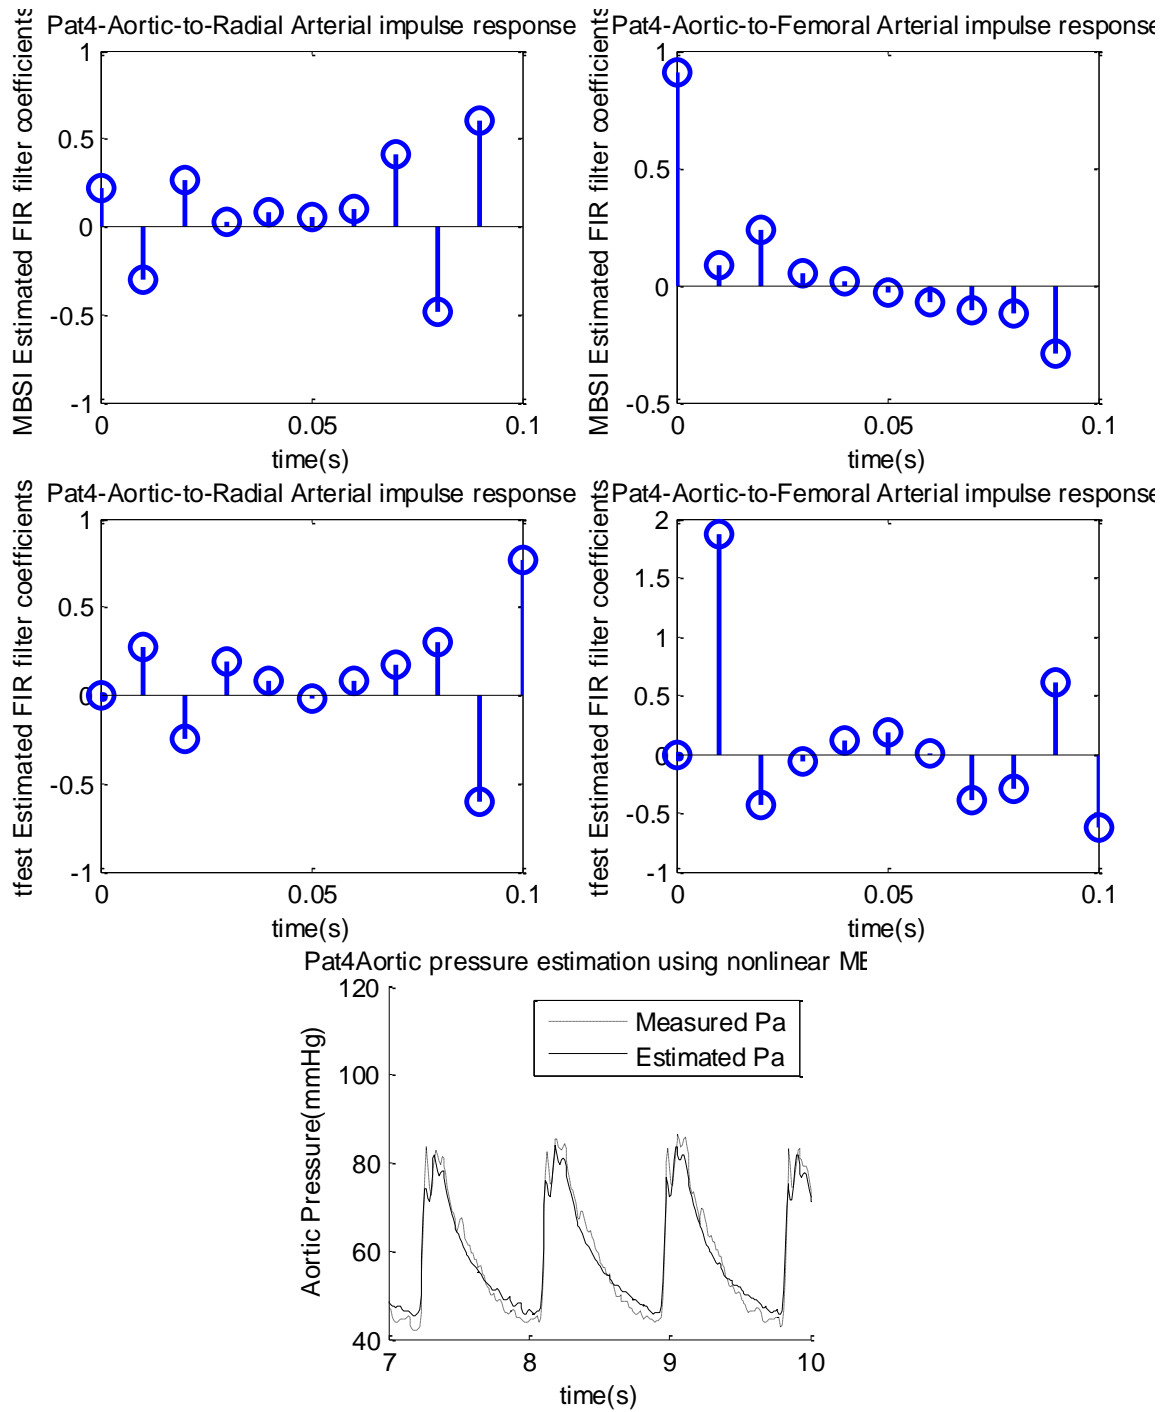 Pat4-Aortic-to-Radial Arterial impulse response
MBSI Estimated FIR filter coefficients
1
0.5
0
-0.5
-1
0
0.05
0.1
time(s)
Pat4-Aortic-to-Femoral Arterial impulse response
MBSI Estimated FIR filter coefficients
1
0.5
0
-0.5
0
0.05
0.1
time(s)
Pat4-Aortic-to-Radial Arterial impulse response
tfest Estimated FIR filter coefficients
1
0.5
0
-0.5
-1
0
0.05
0.1
time(s)
Pat4-Aortic-to-Femoral Arterial impulse response
tfest Estimated FIR filter coefficients
2
1.5
1
0.5
0
-0.5
-1
0
0.05
0.1
time(s)
Pat4Aortic pressure estimation using nonlinear
Aortic Pressure(mmHg)
120
100
80
60
40
Measured Pa
Estimated Pa
7
8
9
10
time(s)